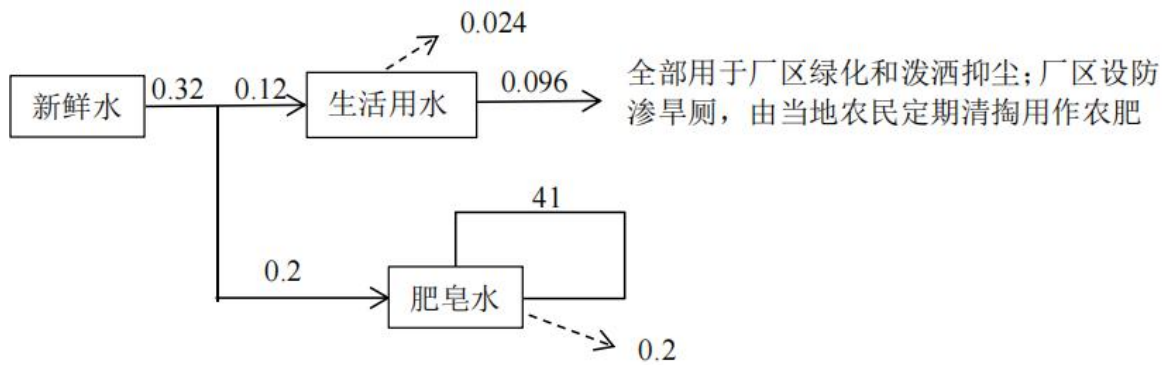 0.024
新鲜水
0.32
0.12
生活用水
0.096
全部用于厂区绿化和泼洒抑尘；厂区设防
渗旱厕，由当地农民定期清掏用作农肥
41
0.2
肥皂水
0.2